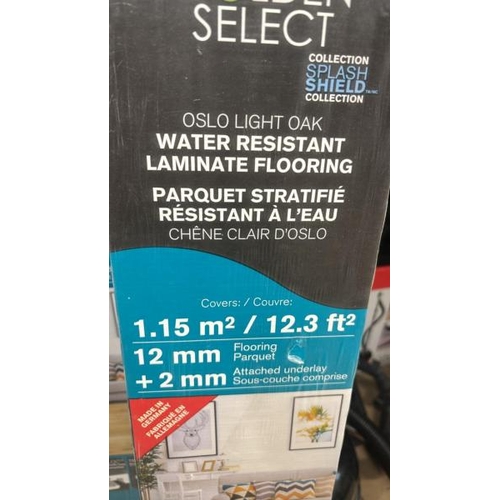 SELECT
COLLECTION
SPLASH
SHIELD™/MC
COLLECTION
OSLO LIGHT OAK
WATER RESISTANT
LAMINATE FLOORING
PARQUET STRATIFIÉ
RÉSISTANT À L'EAU
CHÊNE CLAIR D'OSLO
Covers: / Couvre:
1.15 m² / 12.3 ft²
12 mm Flooring
Parquet
+ 2 mm Attached underlay
Sous-couche comprise
MADE IN
GERMANY
FABRIQUÉ EN
ALLEMAGNE